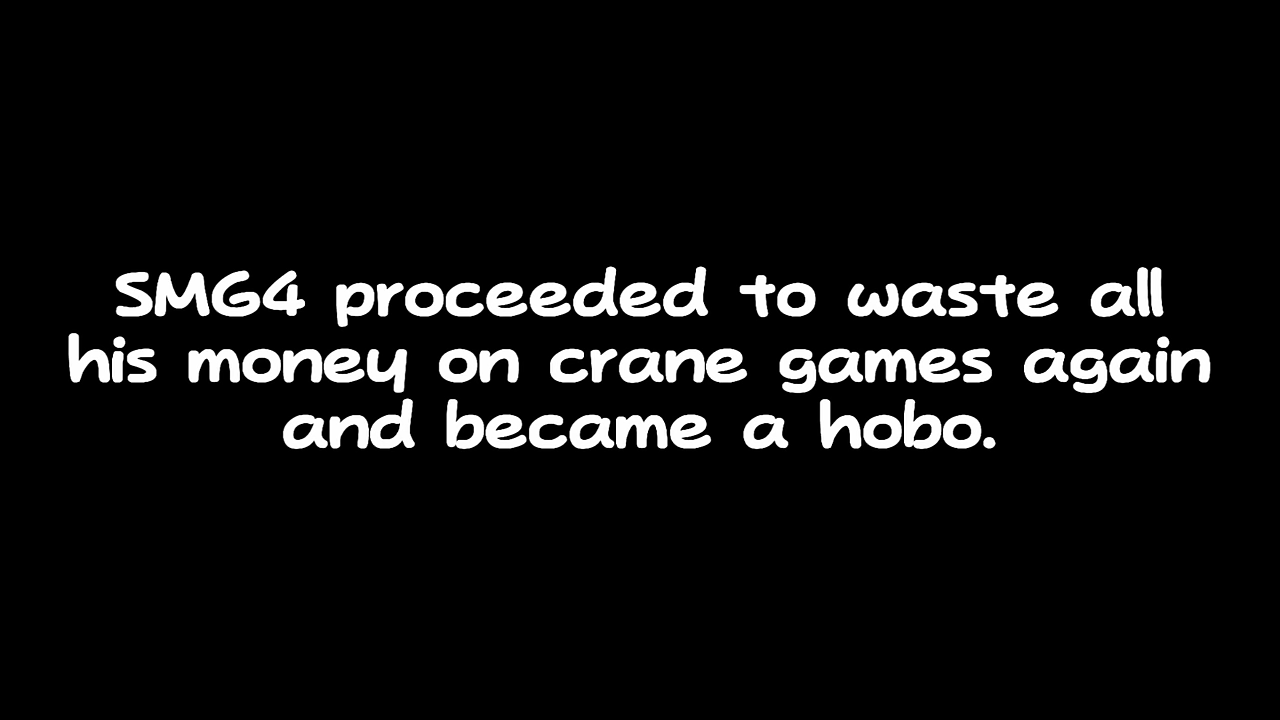 SMG4 proceeded to waste all
his money on crane games again
and became a hobo.